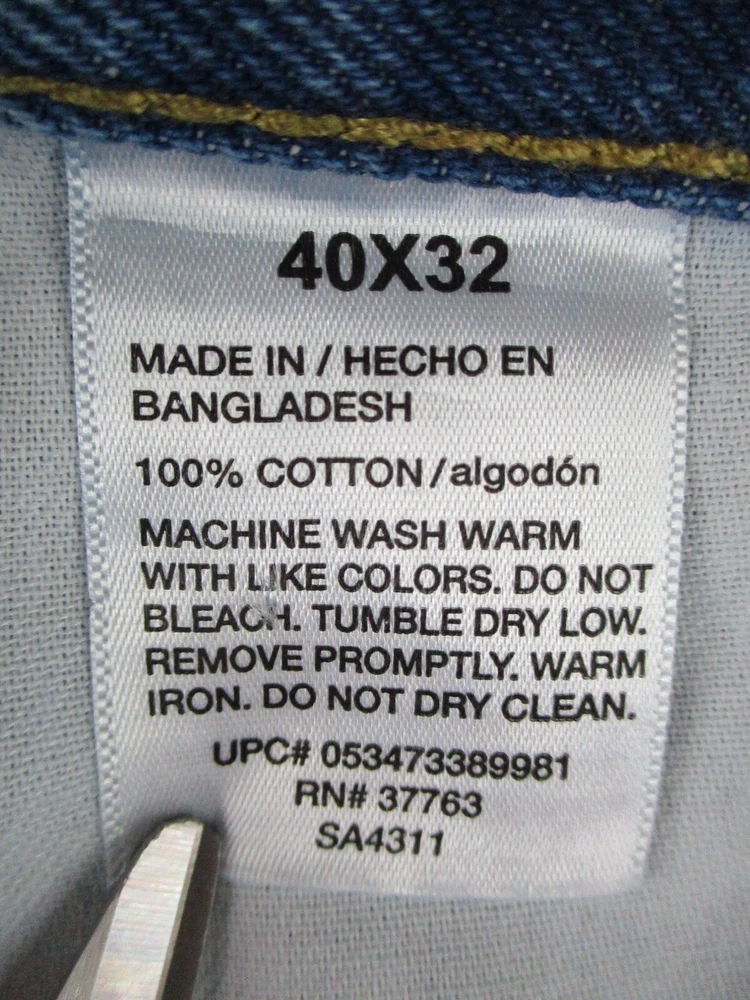 40X32
MADE IN / HECHO EN
BANGLADESH
100% COTTON/algodón
MACHINE WASH WARM
WITH LIKE COLORS. DO NOT
BLEACH. TUMBLE DRY LOW.
REMOVE PROMPTLY. WARM
IRON. DO NOT DRY CLEAN.
UPC# 053473389981
RN# 37763
SA4311